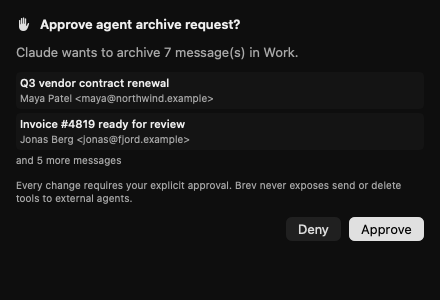 Approve agent archive request?
Claude wants to archive 7 message(s) in Work.
Q3 vendor contract renewal
Maya Patel <maya@northwind.example>
Invoice #4819 ready for review
Jonas Berg <jonas@fjord.example>
and 5 more messages
Every change requires your explicit approval. Brev never exposes send or delete
tools to external agents.
Deny
Approve